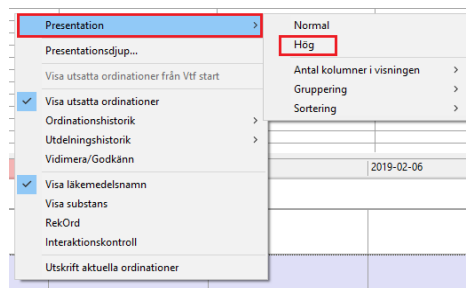 Presentation
Presentationsdjup...
Visa utsatta ordinationer från Vtf start
Visa utsatta ordinationer
Ordinationshistorik
Utdelningshistorik
Vidimera/Godkänn
Visa läkemedelsnamn
Visa substans
RekOrd
Interaktionskontroll
Utskrift aktuella ordinationer
Normal
Hög
Antal kolumner i visningen
Gruppering
Sortering
2019-02-06